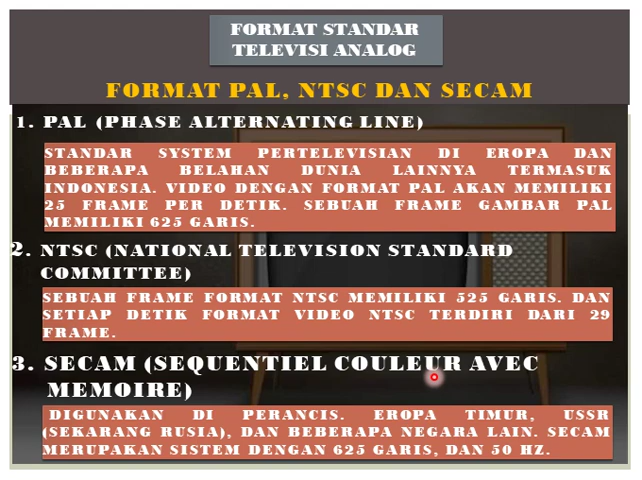 FORMAT STANDAR
TELEVISI ANALOG
FORMAT PAL, NTSC DAN SECAM
1. PAL (PHASE ALTERNATING LINE)
STANDAR SYSTEM PERTELEVISIAN DI EROPA DAN
BEBERAPA BELAHAN DUNIA LAINNYA TERMASUK
INDONESIA. VIDEO DENGAN FORMAT PAL AKAN MEMILIKI
25 FRAME PER DETIK. SEBUAH FRAME GAMBAR PAL
MEMILIKI 625 GARIS.
2. NTSC (NATIONAL TELEVISION STANDARD
COMMITTEE)
SEBUAH FRAME FORMAT NTSC MEMILIKI 525 GARIS. DAN
SETIAP DETIK FORMAT VIDEO NTSC TERDIRI DARI 29
FRAME.
3. SECAM (SEQUENTIEL COULEUR AVEC
MEMOIRE)
DIGUNAKAN DI PERANCIS. EROPA TIMUR, USSR
(SEKARANG RUSIA), DAN BEBERAPA NEGARA LAIN. SECAM
MERUPAKAN SISTEM DENGAN 625 GARIS, DAN 50 HZ.